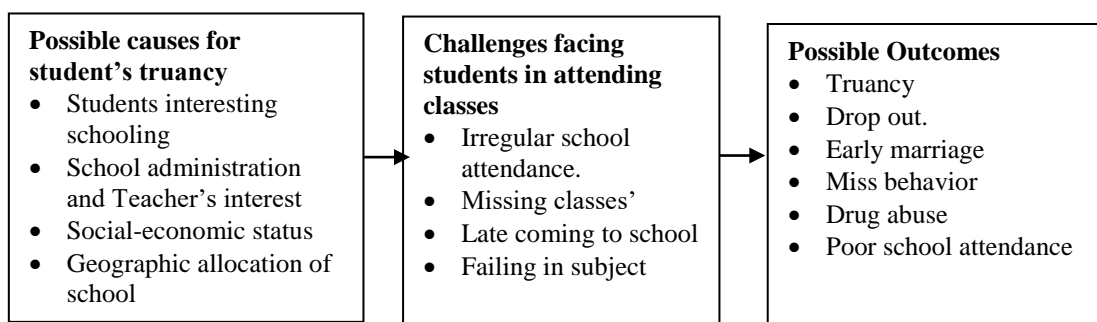 Possible causes for
student’s truancy
• Students interesting
schooling
• School administration
and Teacher’s interest
• Social-economic status
• Geographic allocation of
school
Challenges facing
students in attending
classes
• Irregular school
attendance.
• Missing classes’
• Late coming to school
• Failing in subject
Possible Outcomes
• Truancy
• Drop out.
• Early marriage
• Miss behavior
• Drug abuse
• Poor school attendance